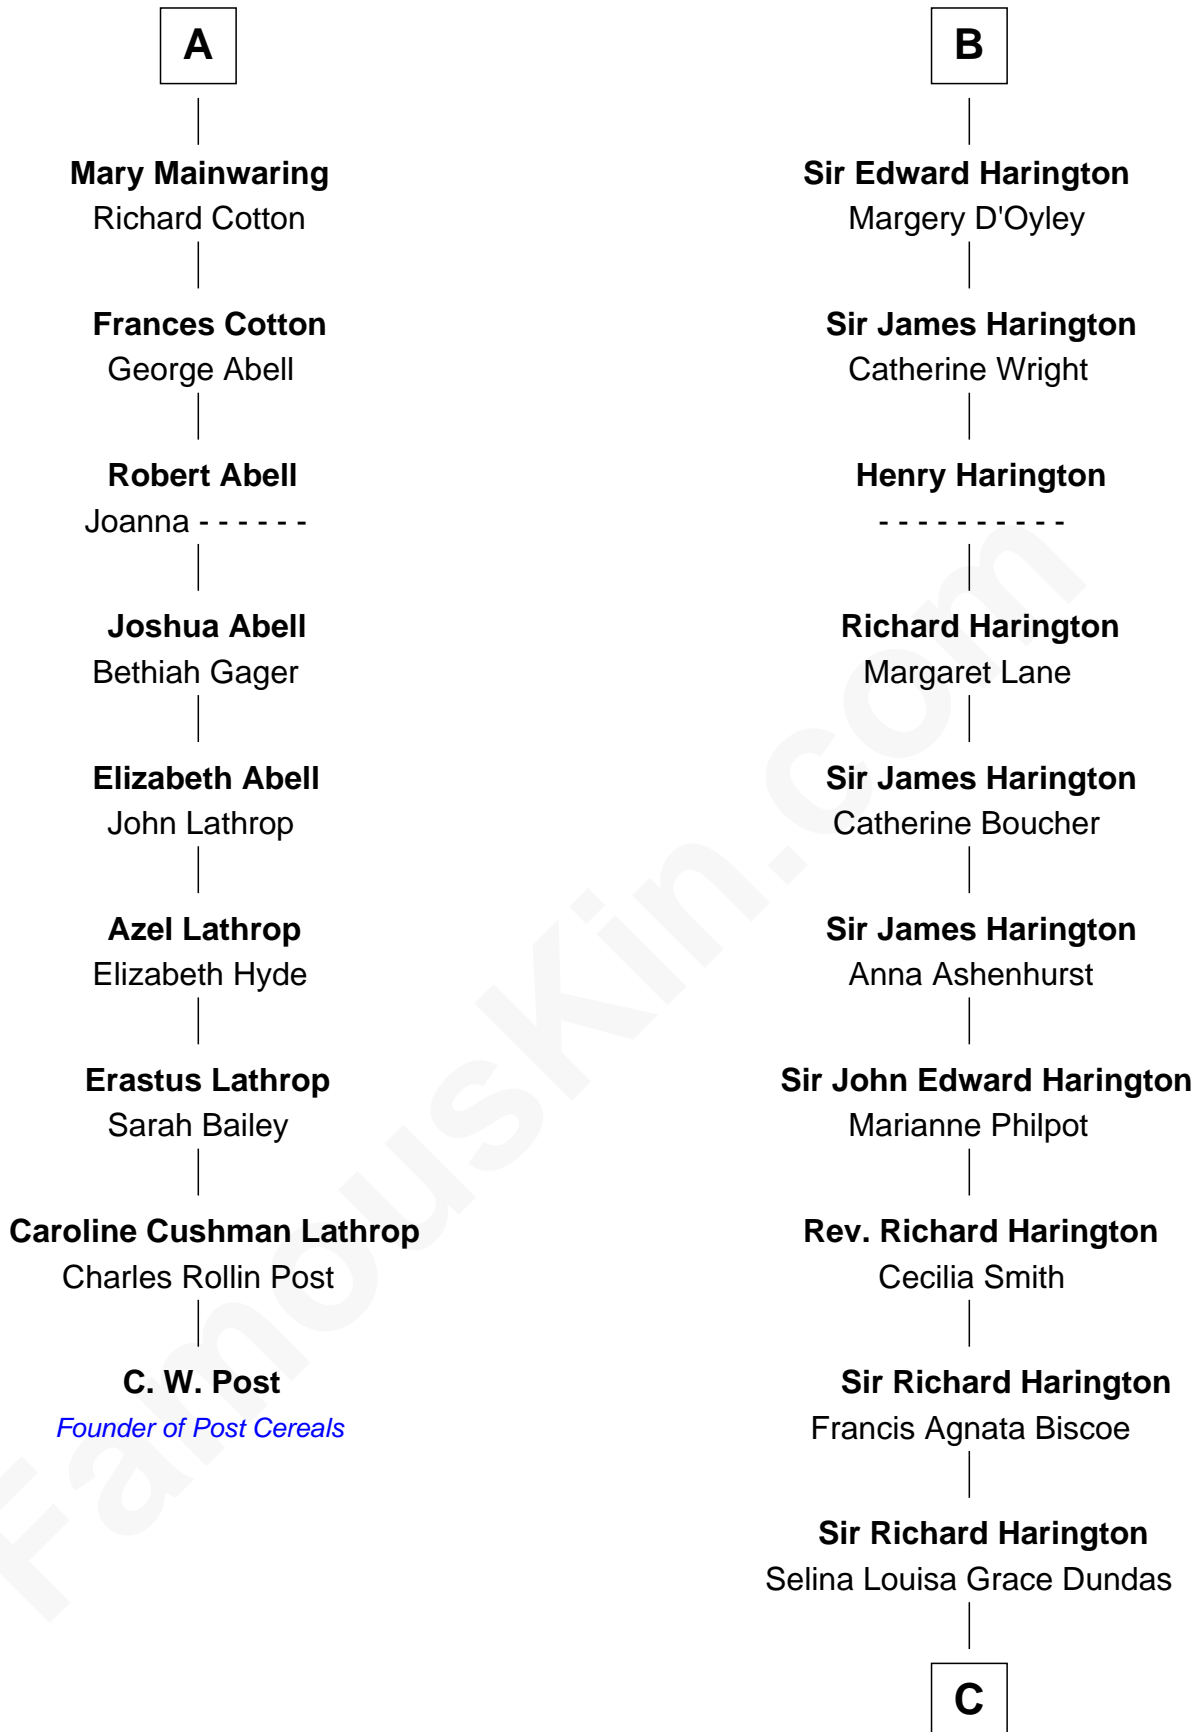 A
Mary Mainwaring
Richard Cotton
Frances Cotton
George Abell
Robert Abell
Joanna - - - - - -
Joshua Abell
Bethiah Gager
Elizabeth Abell
John Lathrop
Azel Lathrop
Elizabeth Hyde
Erastus Lathrop
Sarah Bailey
Caroline Cushman Lathrop
Charles Rollin Post
C. W. Post
Founder of Post Cereals
B
Sir Edward Harington
Margery D'Oyley
Sir James Harington
Catherine Wright
Henry Harington
- - - - - - - - - -
Richard Harington
Margaret Lane
Sir James Harington
Catherine Boucher
Sir James Harington
Anna Ashenhurst
Sir John Edward Harington
Marianne Philpot
Rev. Richard Harington
Cecilia Smith
Sir Richard Harington
Francis Agnata Biscoe
Sir Richard Harington
Selina Louisa Grace Dundas
C
FamousKin.com